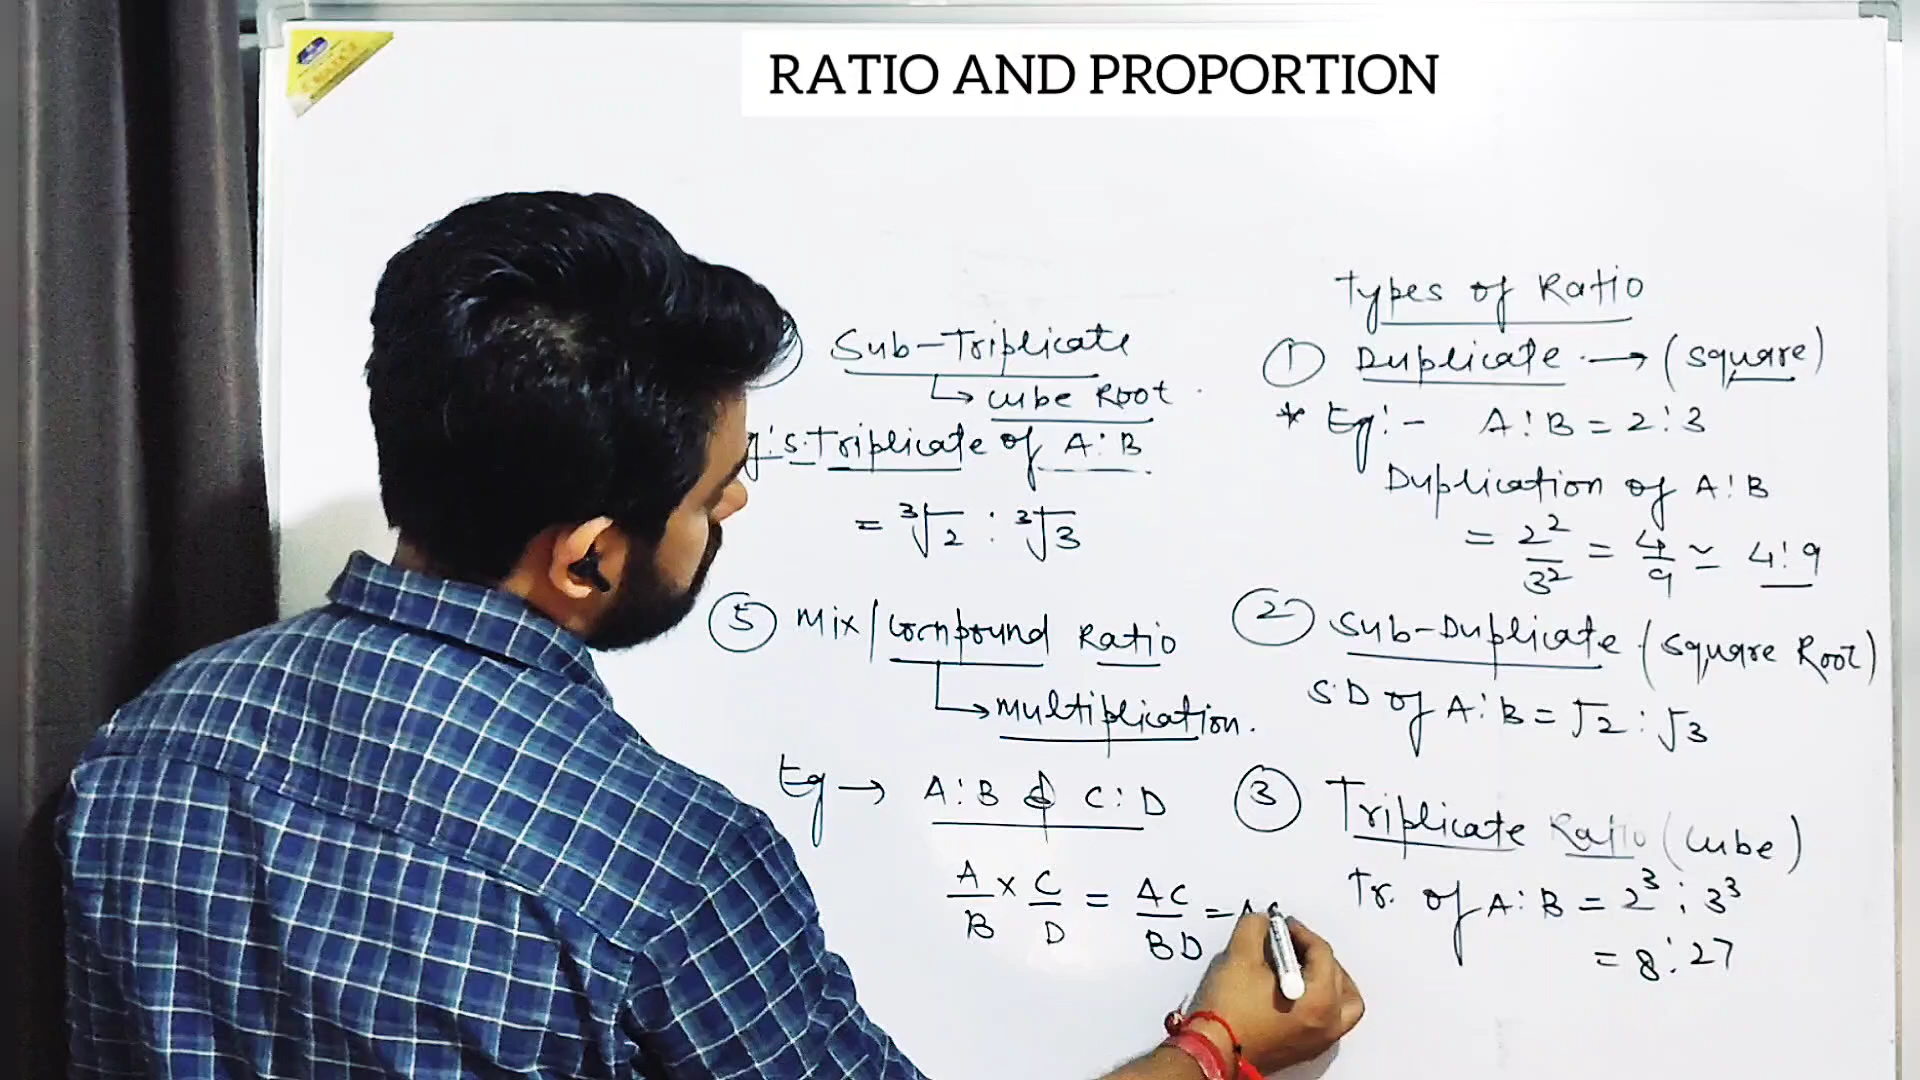 RATIO AND PROPORTION
Types of Ratio
① Duplicate → (square)
* Eg:- A:B = 2:3
Duplication of A:B
= 2²/3² = 4/9 ≃ 4:9
② Sub-Duplicate (square Root)
S.D of A:B = √2 : √3
③ Triplicate Ratio (cube)
Tr. of A:B = 2³ : 3³
= 8:27
Sub-Triplicate
↳ cube Root
S.Triplicate of A:B
= ³√2 : ³√3
⑤ Mix/Compound Ratio
↳ multiplication.
Eg → A:B & C:D
A/B × C/D = AC/BD =